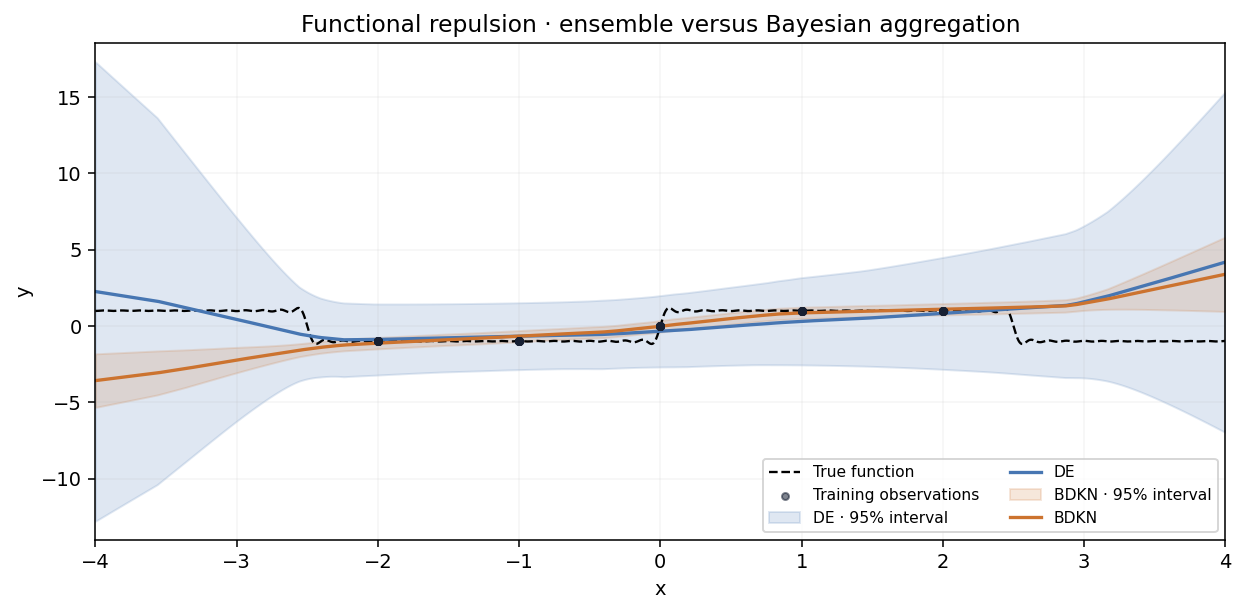 Functional repulsion · ensemble versus Bayesian aggregation
y
15
10
5
0
−5
−10
−4 −3 −2 −1 0 1 2 3 4
x
True function
Training observations
DE · 95% interval
DE
BDKN · 95% interval
BDKN